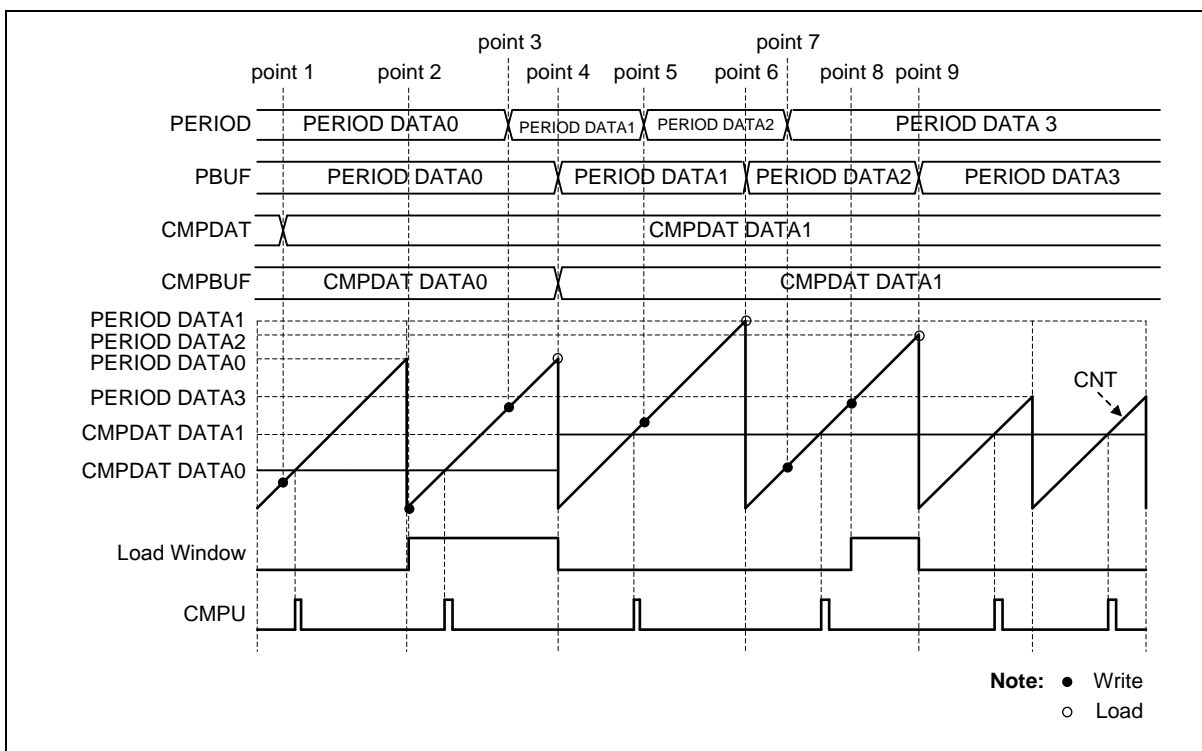 point 3
point 7
point 1
point 2
point 4
point 5
point 6
point 8
point 9
PERIOD
PERIOD DATA0
PERIOD DATA1
PERIOD DATA2
PERIOD DATA 3
PBUF
PERIOD DATA0
PERIOD DATA1
PERIOD DATA2
PERIOD DATA3
CMPDAT
CMPDAT DATA1
CMPBUF
CMPDAT DATA0
CMPDAT DATA1
PERIOD DATA1
PERIOD DATA2
PERIOD DATA0
PERIOD DATA3
CNT
CMPDAT DATA1
CMPDAT DATA0
Load Window
CMPU
Note: ● Write
○ Load